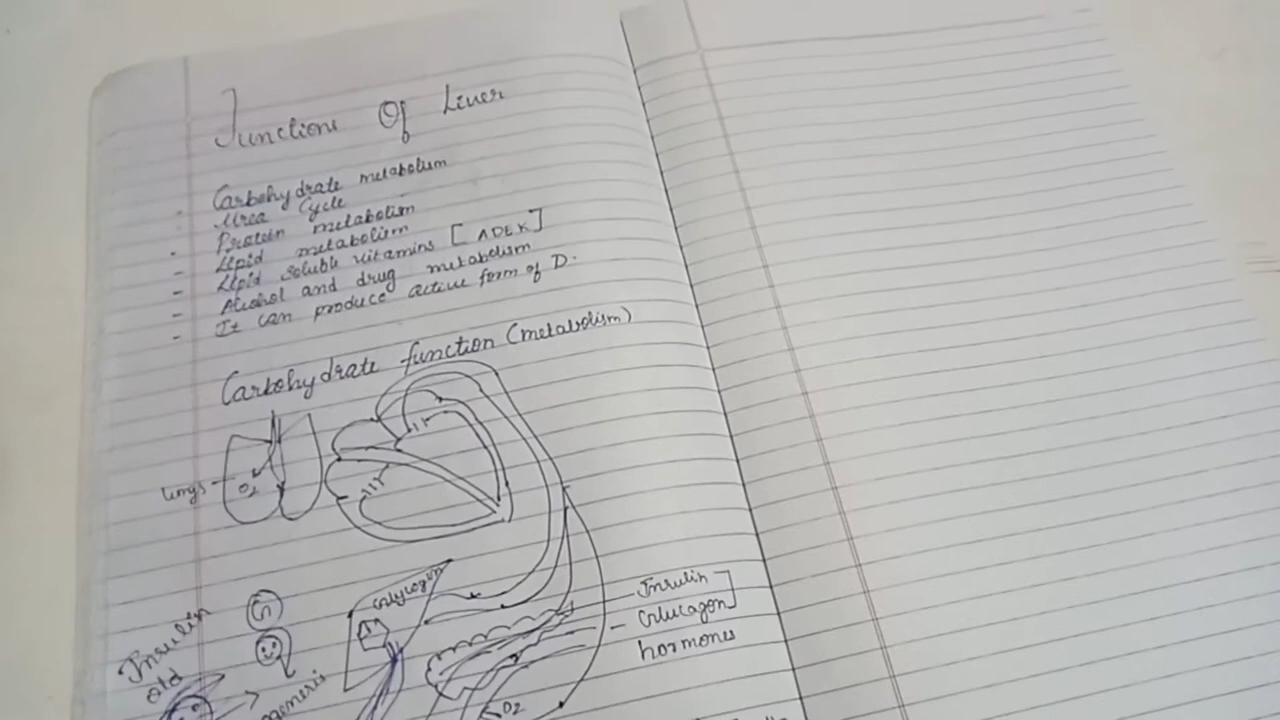 Functions Of Liver
- Carbohydrate metabolism
- Urea Cycle
- Protein metabolism
- Lipid metabolism
- Lipid soluble vitamins [ADEK]
- Alcohol and drug metabolism
- It can produce active form of D.
Carbohydrate function (metabolism)
lungs
O2
Glycogen
Insulin
Glucagon
hormones
Insulin
old
G
O2